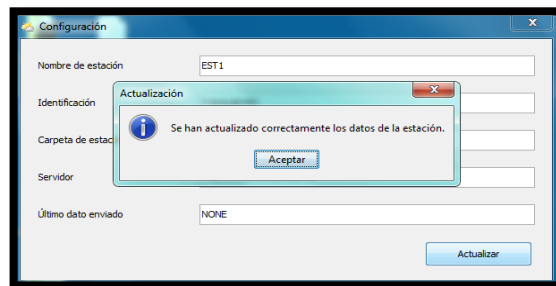 Configuración
Nombre de estación
EST1
Actualización
Identificación
Se han actualizado correctamente los datos de la estación.
Carpeta de
Aceptar
Servidor
Último dato enviado
NONE
Actualizar